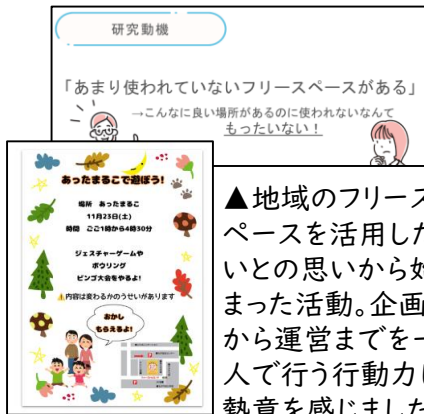 研究動機
「あまり使われていないフリースペースがある」
→こんなに良い場所があるのに使われないなんて
もったいない！
あったまるこで遊ぼう!
場所 あったまるこ
11月23日(土)
時間 ごご1時から4時30分
ジェスチャーゲームや
ボウリング
ビンゴ大会をやるよ!
⚠内容は変わるかのうせいがあります
おかし
もらえるよ!
▲地域のフリース
ペースを活用した
いとの思いから始
まった活動。企画
から運営までを一
人で行う行動力に
熱意を感じました